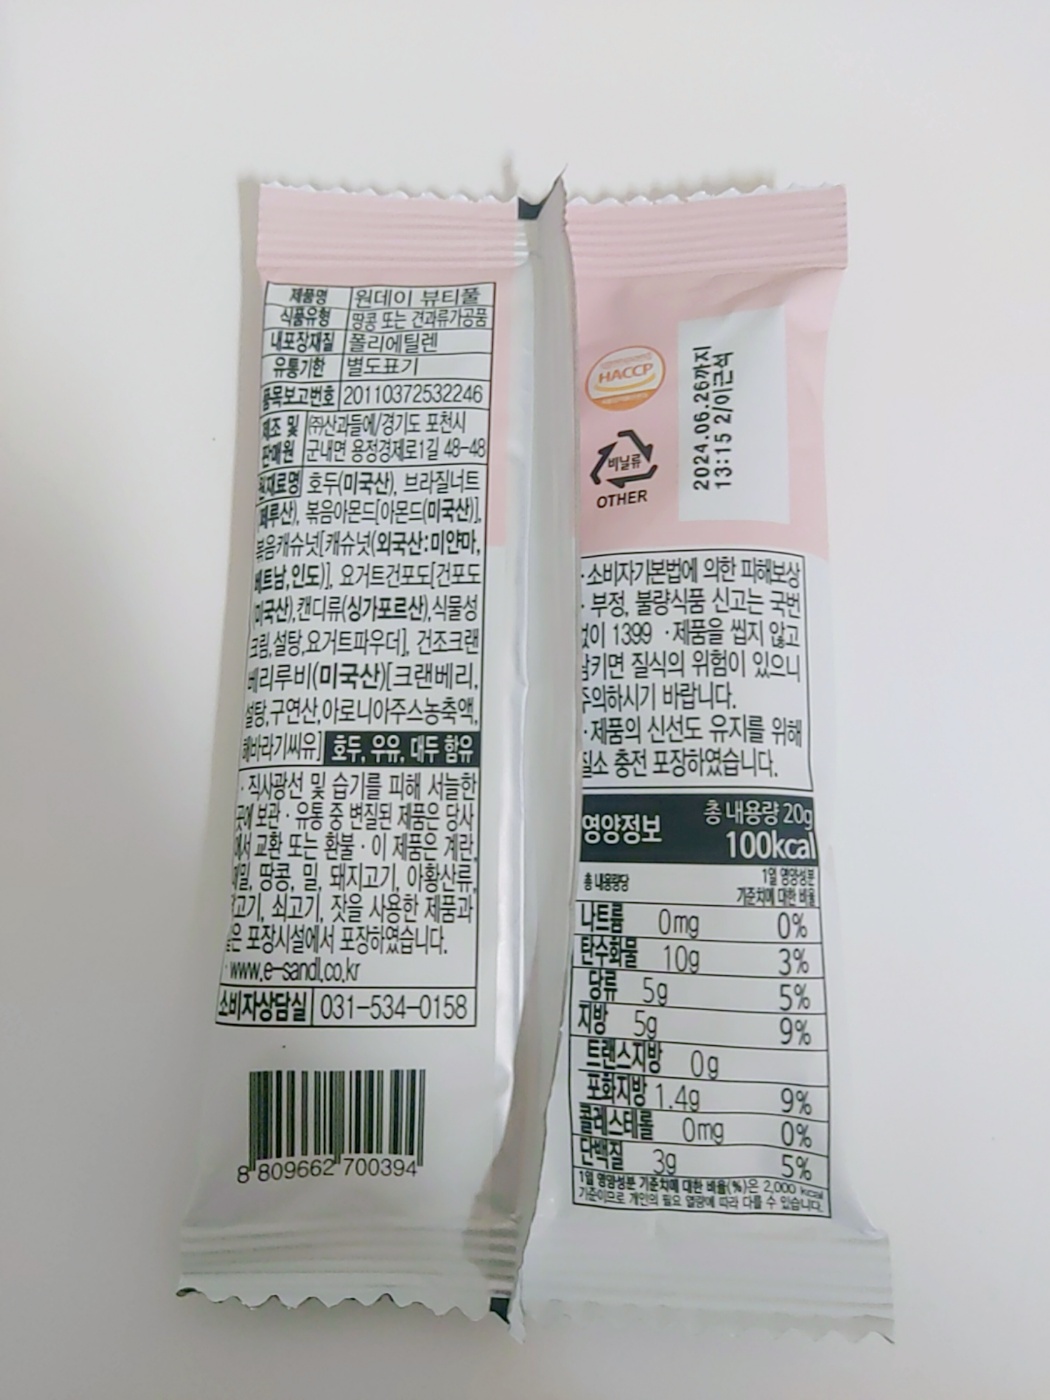 제품명 원데이 뷰티풀
식품유형 땅콩 또는 견과류가공품
내포장재질 폴리에틸렌
유통기한 별도표기
품목보고번호 20110372532246
제조 및 ㈜산과들에/경기도 포천시
판매원 군내면 용정경제로1길 48-48
원재료명 호두(미국산), 브라질너트
(페루산), 볶음아몬드[아몬드(미국산)],
볶음캐슈넛[캐슈넛(외국산:미얀마,
베트남,인도)], 요거트건포도[건포도
(미국산),캔디류(싱가포르산),식물성
크림,설탕,요거트파우더], 건조크랜
베리루비(미국산)[크랜베리,
설탕,구연산,아로니아주스농축액,
해바라기씨유] 호두, 우유, 대두 함유
· 직사광선 및 습기를 피해 서늘한
곳에 보관 · 유통 중 변질된 제품은 당사
에서 교환 또는 환불 · 이 제품은 계란,
메밀, 땅콩, 밀, 돼지고기, 아황산류,
고기, 쇠고기, 잣을 사용한 제품과
같은 포장시설에서 포장하였습니다.
· www.e-sandl.co.kr
소비자상담실 031-534-0158
8 809662 700394
HACCP
비닐류
OTHER
2024.06.26까지
13:15 2/이근석
· 소비자기본법에 의한 피해보상
· 부정, 불량식품 신고는 국번
없이 1399 · 제품을 씹지 않고
삼키면 질식의 위험이 있으니
주의하시기 바랍니다.
· 제품의 신선도 유지를 위해
질소 충전 포장하였습니다.
영양정보 총 내용량 20g
100kcal
총 내용량당 1일 영양성분
기준치에 대한 비율
나트륨 0mg 0%
탄수화물 10g 3%
당류 5g 5%
지방 5g 9%
트랜스지방 0g
포화지방 1.4g 9%
콜레스테롤 0mg 0%
단백질 3g 5%
1일 영양성분 기준치에 대한 비율(%)은 2,000 kcal
기준이므로 개인의 필요 열량에 따라 다를 수 있습니다.